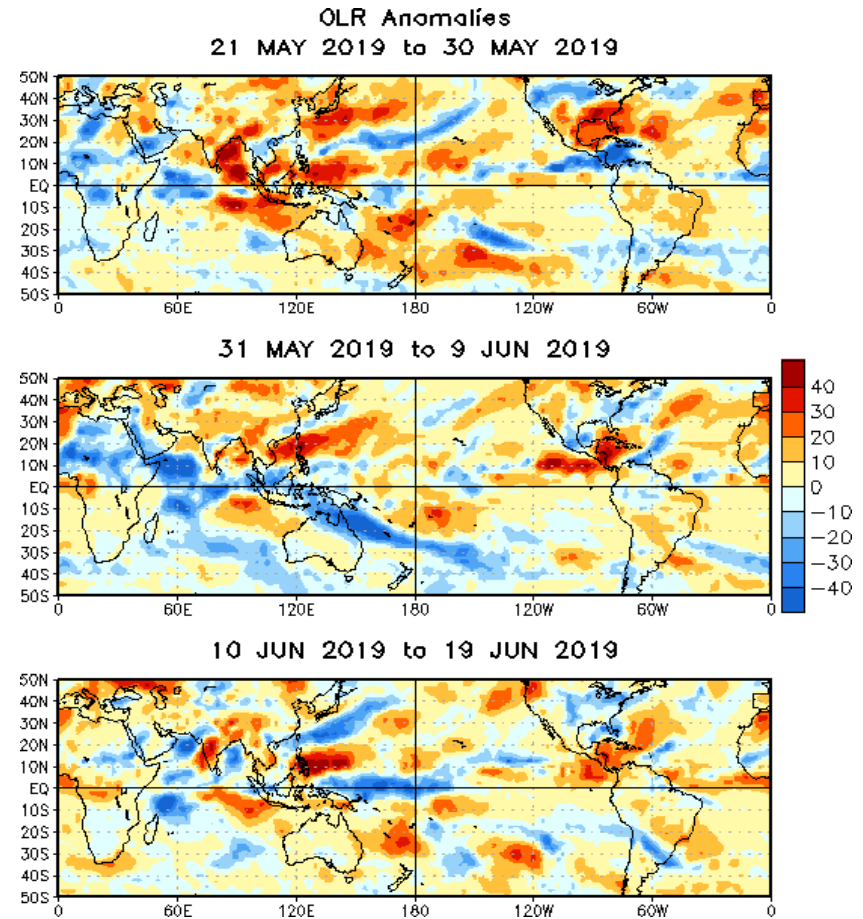 OLR Anomalies
21 MAY 2019 to 30 MAY 2019
50N
40N
30N
20N
10N
EQ
10S
20S
30S
40S
50S
0 60E 120E 180 120W 60W 0
31 MAY 2019 to 9 JUN 2019
50N
40N
30N
20N
10N
EQ
10S
20S
30S
40S
50S
0 60E 120E 180 120W 60W 0
40
30
20
10
0
−10
−20
−30
−40
10 JUN 2019 to 19 JUN 2019
50N
40N
30N
20N
10N
EQ
10S
20S
30S
40S
50S
0 60E 120E 180 120W 60W 0